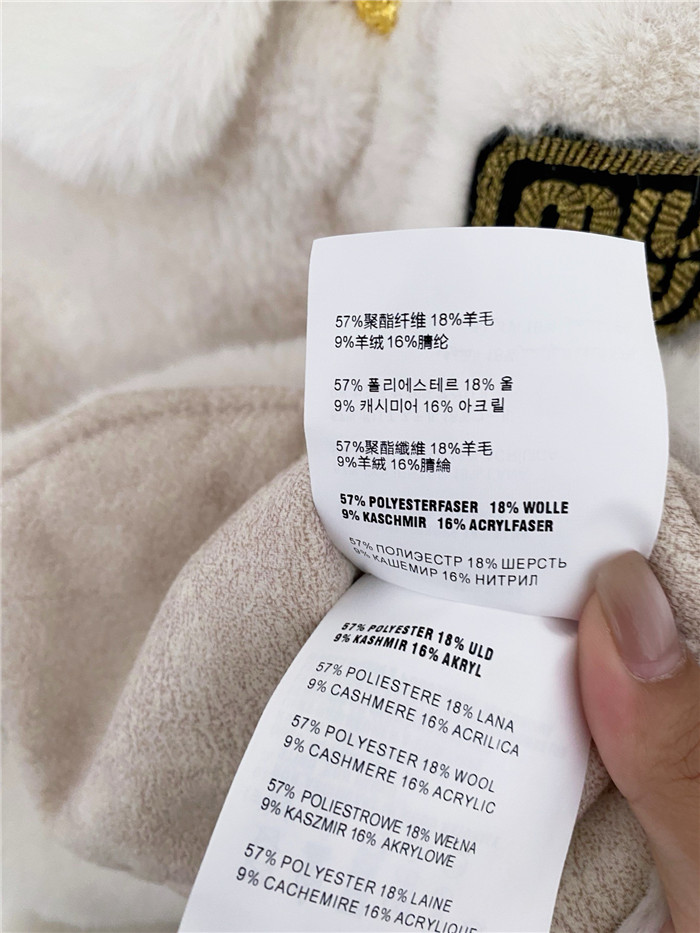 57%聚酯纤维 18%羊毛
9%羊绒16%腈纶
57% 폴리에스테르 18% 울
9% 캐시미어 16% 아크릴
57%聚酯纖維 18%羊毛
9%羊絨 16%腈綸
57% POLYESTERFASER 18% WOLLE
9% KASCHMIR 16% ACRYLFASER
57% ПОЛИЭЕСТР 18% ШЕРСТЬ
9% КАШЕМИР 16% НИТРИЛ
57% POLYESTER 18% ULD
9% KASHMIR 16% AKRYL
57% POLIESTERE 18% LANA
9% CASHMERE 16% ACRILICA
57% POLYESTER 18% WOOL
9% CASHMERE 16% ACRYLIC
57% POLIESTROWE 18% WEŁNA
9% KASZMIR 16% AKRYLOWE
57% POLYESTER 18% LAINE
9% CACHEMIRE 16% ACRYLIQUE